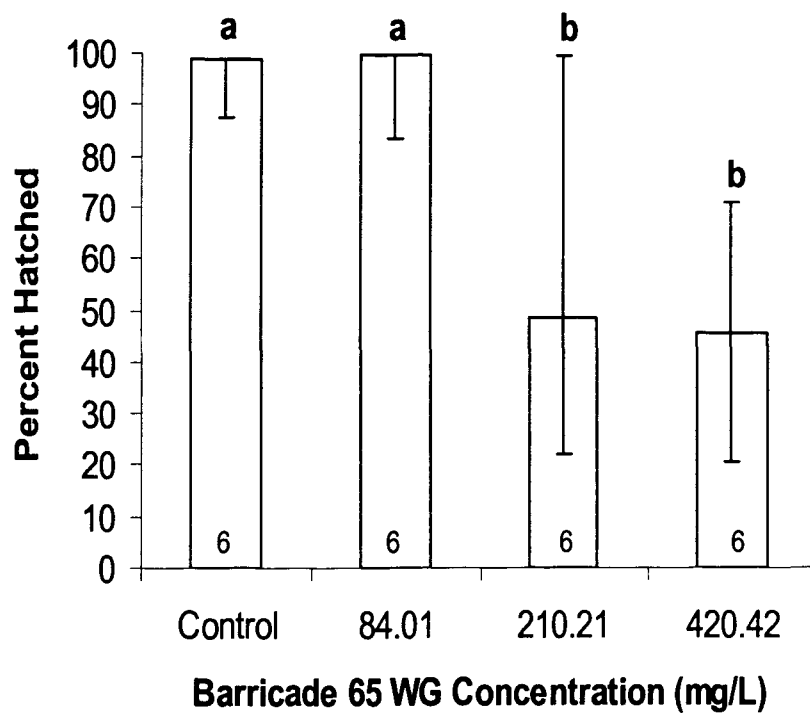 a a b
100
90
80
70
60
50
40
30
20
10
0
b
Percent Hatched
6 6 6 6
Control 84.01 210.21 420.42
Barricade 65 WG Concentration (mg/L)